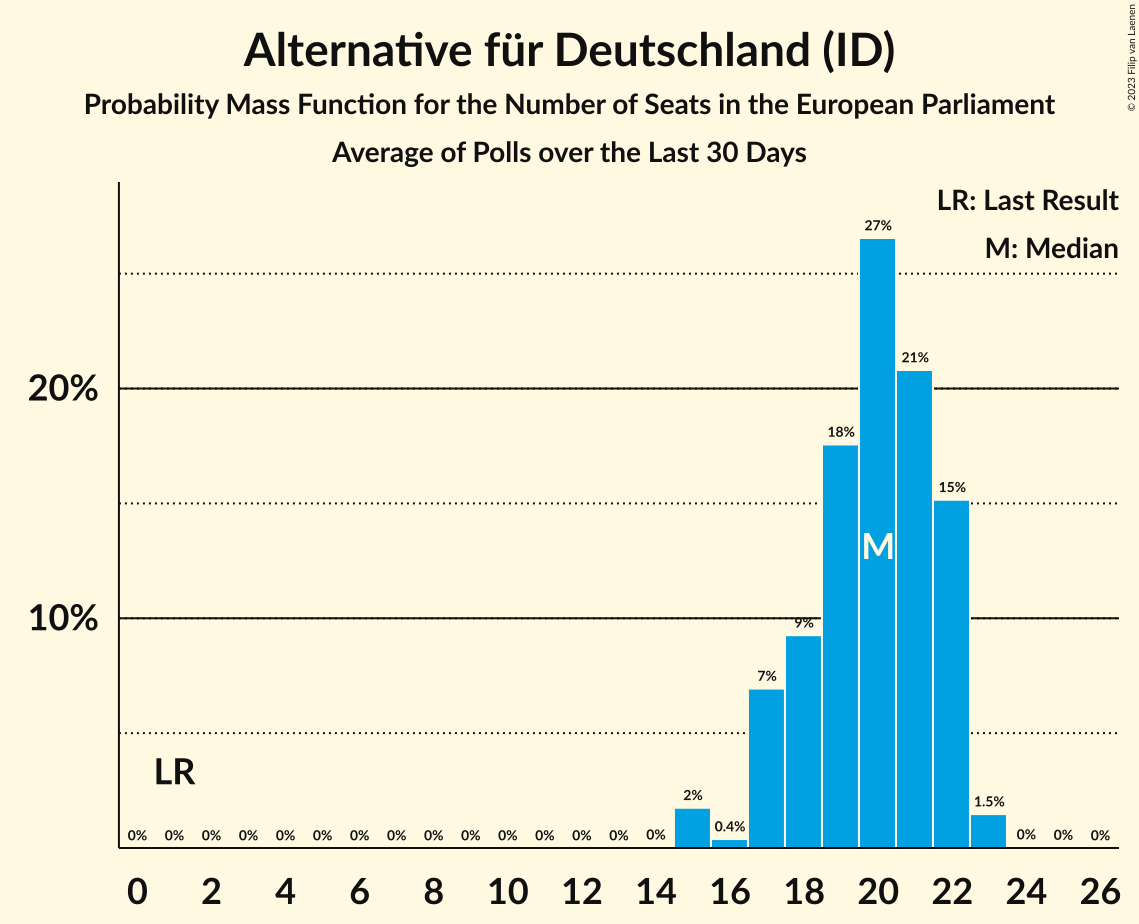 Alternative für Deutschland (ID)
Probability Mass Function for the Number of Seats in the European Parliament
Average of Polls over the Last 30 Days
© 2023 Filip van Laenen
LR: Last Result
M: Median
27%
21%
20%
18%
15%
M
10%
9%
7%
LR
2%
1.5%
0.4%
0% 0% 0% 0% 0% 0% 0% 0% 0% 0% 0% 0% 0% 0% 0% 0% 0% 0%
0 2 4 6 8 10 12 14 16 18 20 22 24 26